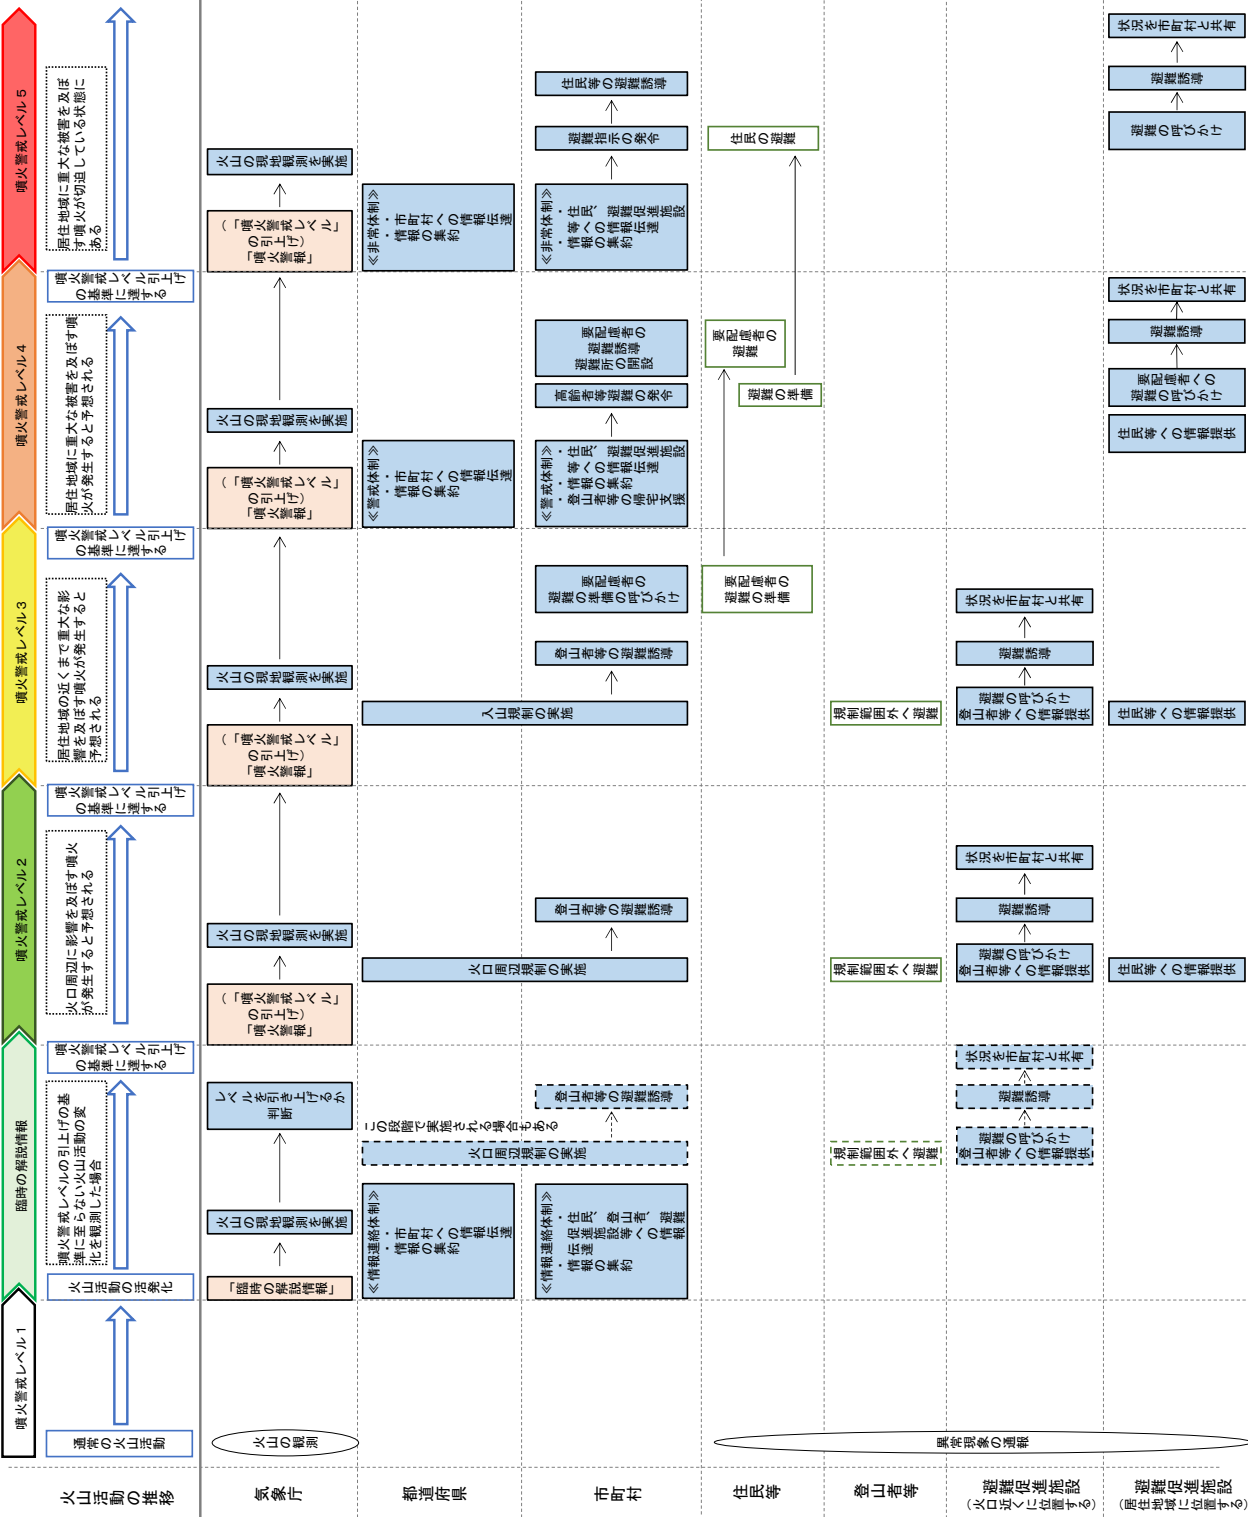 噴火警戒レベル１
臨時の解説情報
噴火警戒レベル２
噴火警戒レベル３
噴火警戒レベル４
噴火警戒レベル５
火山活動の推移
通常の火山活動
火山活動の活発化
噴火警戒レベルの引上げの基
準に至らない火山活動の変
化を観測した場合
噴火警戒レベル引上げ
の基準に達する
火口周辺に影響を及ぼす噴火
が発生すると予想される
噴火警戒レベル引上げ
の基準に達する
居住地域の近くまで重大な影
響を及ぼす噴火が発生すると
予想される
噴火警戒レベル引上げ
の基準に達する
居住地域に重大な被害を及ぼす噴
火が発生すると予想される
噴火警戒レベル引上げ
の基準に達する
居住地域に重大な被害を及ぼ
す噴火が切迫している状態に
ある
気象庁
火山の観測
「臨時の解説情報」
火山の現地観測を実施
レベルを引き上げるか
判断
（「噴火警戒レベル」
の引上げ）
「噴火警報」
火山の現地観測を実施
（「噴火警戒レベル」
の引上げ）
「噴火警報」
火山の現地観測を実施
（「噴火警戒レベル」
の引上げ）
「噴火警報」
火山の現地観測を実施
（「噴火警戒レベル」
の引上げ）
「噴火警報」
火山の現地観測を実施
都道府県
≪情報連絡体制≫
・市町村への情報伝達
・情報の集約
この段階で実施される場合もある
火口周辺規制の実施
火口周辺規制の実施
入山規制の実施
≪警戒体制≫
・市町村への情報伝達
・情報の集約
≪非常体制≫
・市町村への情報伝達
・情報の集約
市町村
≪情報連絡体制≫
・住民、登山者、避難
促進施設等への情報
伝達
・情報の集約
登山者等の避難誘導
登山者等の避難誘導
登山者等の避難誘導
要配慮者の
避難の準備の呼びかけ
≪警戒体制≫
・住民、避難促進施設
等への情報伝達
・情報の集約
・登山者等の帰宅支援
高齢者等避難の発令
要配慮者の
避難誘導
避難所の開設
≪非常体制≫
・住民、避難促進施設
等への情報伝達
・情報の集約
避難指示の発令
住民等の避難誘導
住民等
要配慮者の
避難の準備
避難の準備
要配慮者の
避難
住民の避難
異常現象の通報
登山者等
規制範囲外へ避難
規制範囲外へ避難
規制範囲外へ避難
避難促進施設
（火口近くに位置する）
避難の呼びかけ
登山者等への情報提供
避難誘導
状況を市町村と共有
避難の呼びかけ
登山者等への情報提供
避難誘導
状況を市町村と共有
避難の呼びかけ
登山者等への情報提供
避難誘導
状況を市町村と共有
避難促進施設
（居住地域に位置する）
住民等への情報提供
住民等への情報提供
住民等への情報提供
要配慮者への
避難の呼びかけ
避難誘導
状況を市町村と共有
避難の呼びかけ
避難誘導
状況を市町村と共有